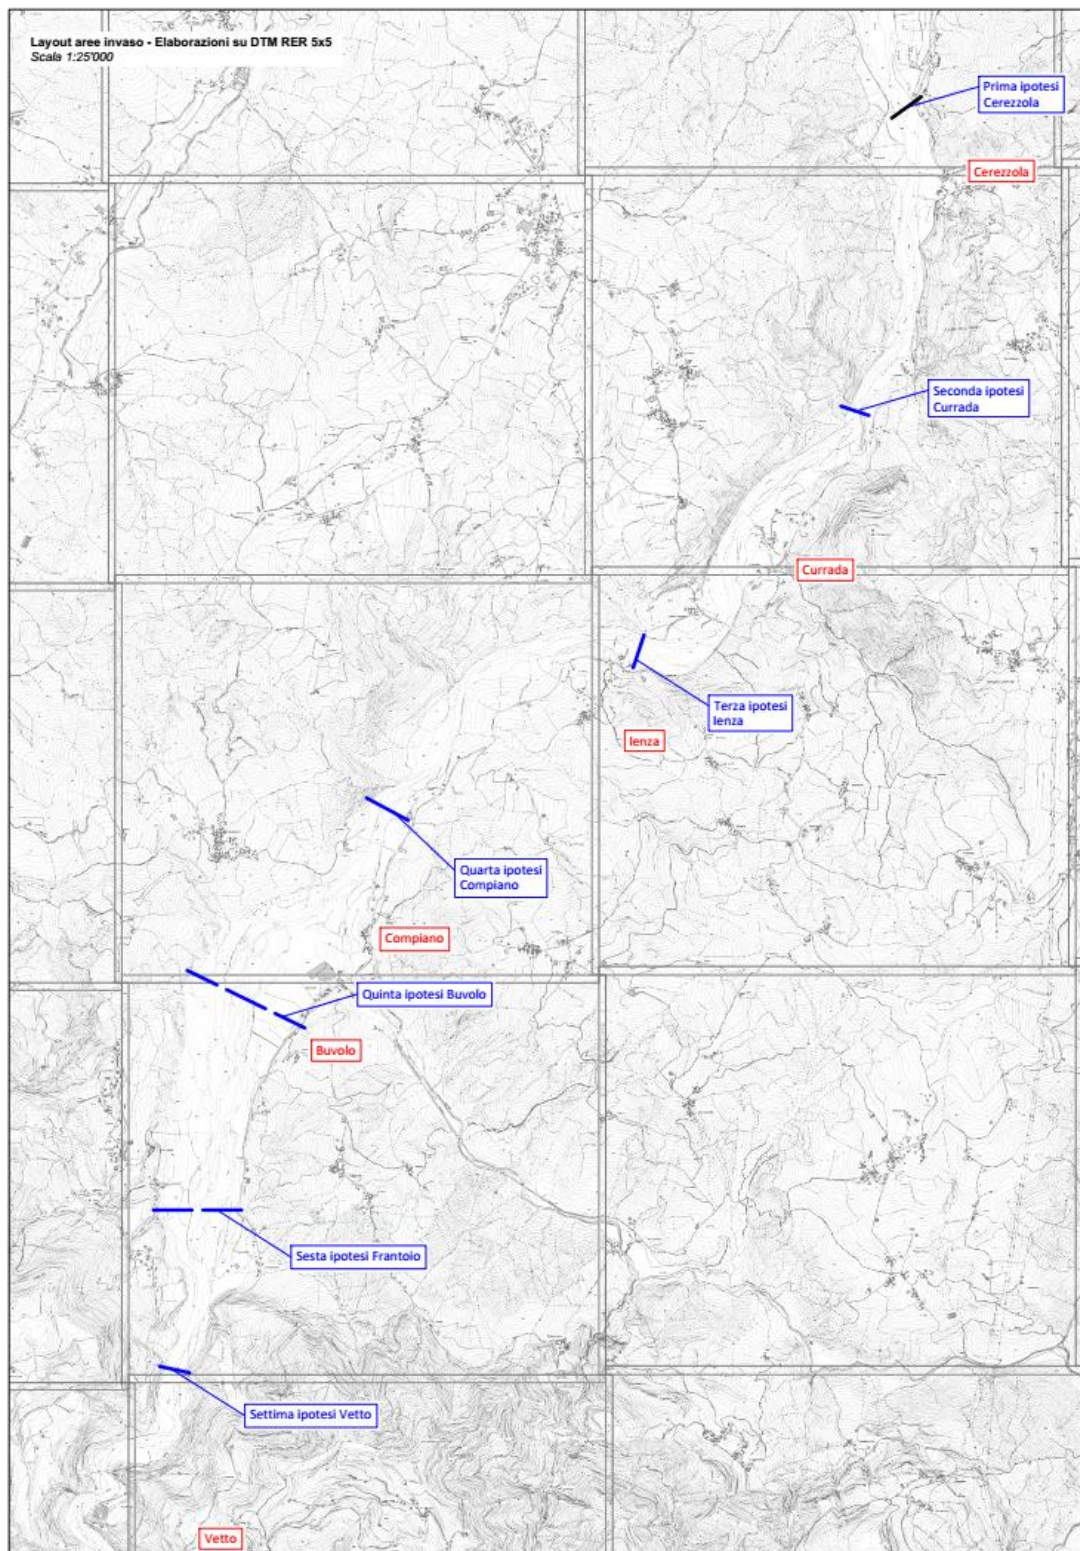 Layout aree invaso - Elaborazioni su DTM RER 5x5
Scala 1:25'000
Prima ipotesi
Cerezzola
Cerezzola
Seconda ipotesi
Currada
Currada
Terza ipotesi
Ienza
Ienza
Quarta ipotesi
Compiano
Compiano
Quinta ipotesi Buvolo
Buvolo
Sesta ipotesi Frantoio
Settima ipotesi Vetto
Vetto